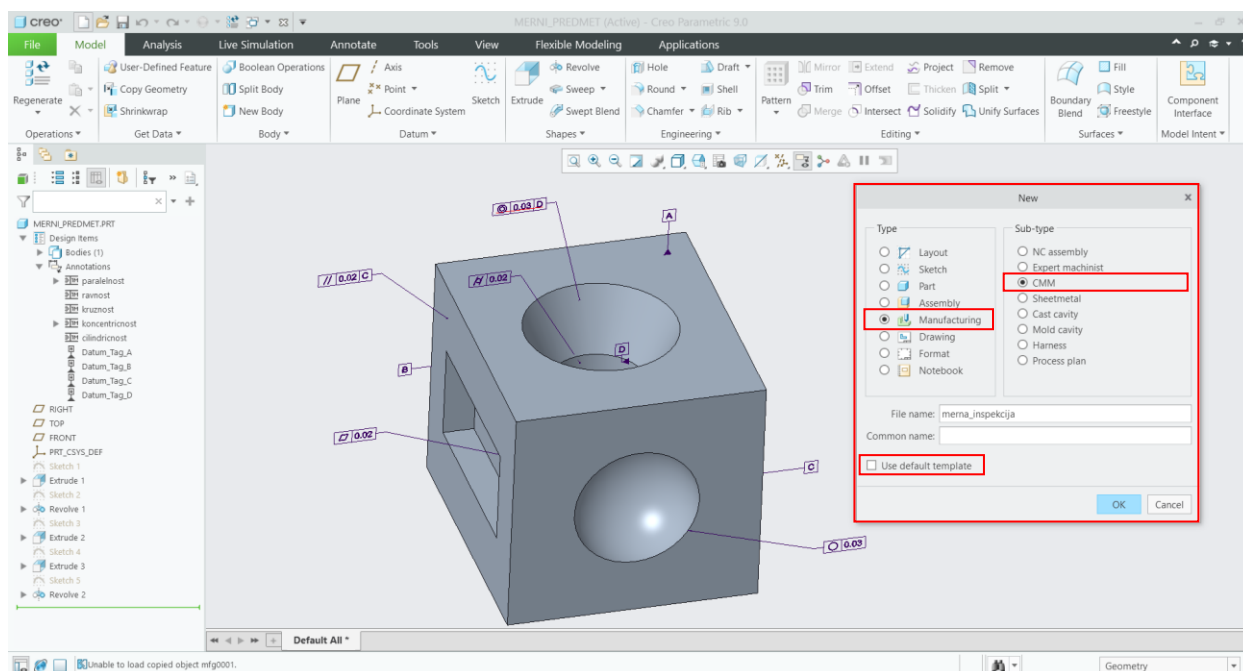 creo·
MERNI_PREDMET (Active) - Creo Parametric 9.0
File Model Analysis Live Simulation Annotate Tools View Flexible Modeling Applications
Regenerate
User-Defined Feature
Copy Geometry
Shrinkwrap
Boolean Operations
Split Body
New Body
Plane
Axis
Point
Coordinate System
Sketch
Extrude
Revolve
Sweep
Swept Blend
Hole
Round
Chamfer
Draft
Shell
Rib
Pattern
Mirror Extend Project Remove
Trim Offset Thicken Split
Merge Intersect Solidify Unify Surfaces
Boundary
Blend
Fill
Style
Freestyle
Component
Interface
Operations Get Data Body Datum Shapes Engineering Editing Surfaces Model Intent
MERNI_PREDMET.PRT
Design Items
Bodies (1)
Annotations
paralelnost
ravnost
kruznost
koncentricnost
cilindricnost
Datum_Tag_A
Datum_Tag_B
Datum_Tag_C
Datum_Tag_D
RIGHT
TOP
FRONT
PRT_CSYS_DEF
Sketch 1
Extrude 1
Sketch 2
Revolve 1
Sketch 3
Extrude 2
Sketch 4
Extrude 3
Sketch 5
Revolve 2
0.03 D
A
0.02 C
0.02
D
B
0.02
C
0.03
New
Type
Layout
Sketch
Part
Assembly
Manufacturing
Drawing
Format
Notebook
Sub-type
NC assembly
Expert machinist
CMM
Sheetmetal
Cast cavity
Mold cavity
Harness
Process plan
File name: merna_inspekcija
Common name:
Use default template
OK Cancel
Default All *
Unable to load copied object mfg0001.
Geometry